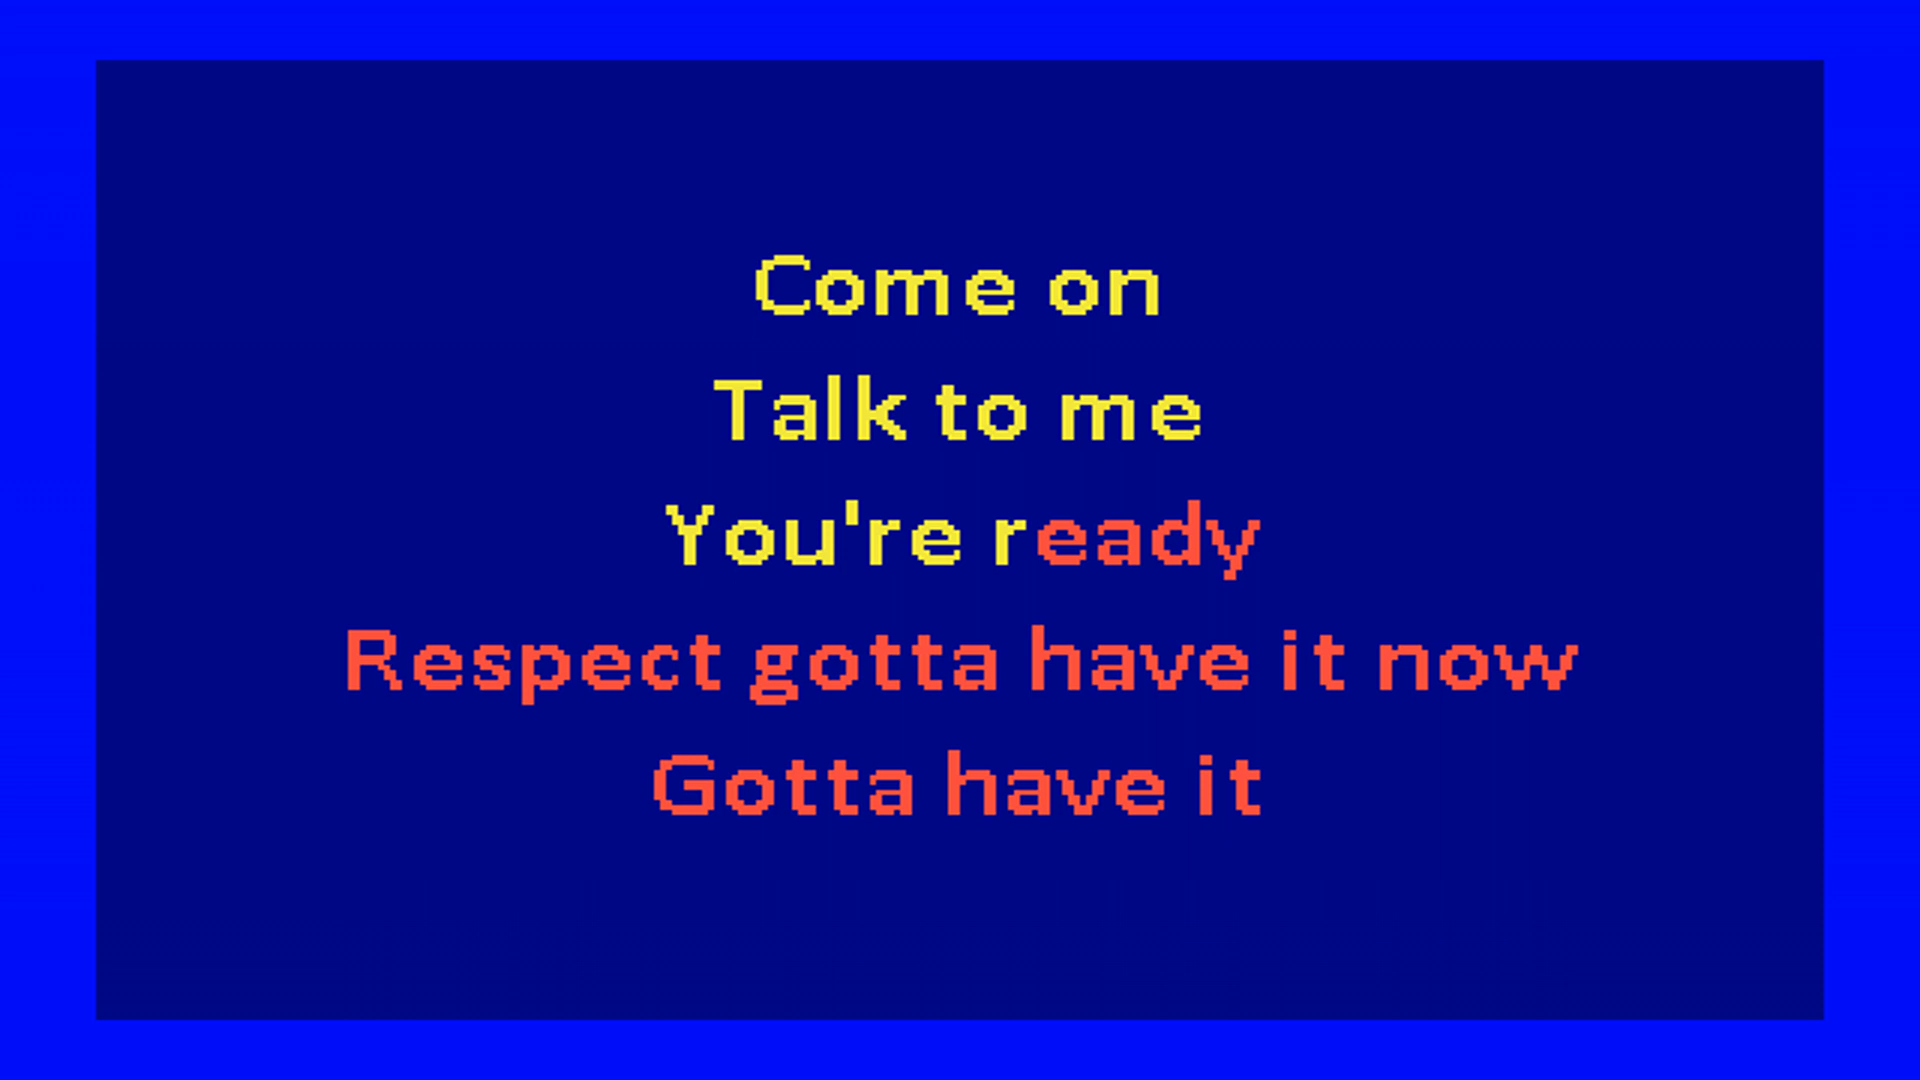 Come on
Talk to me
You're ready
Respect gotta have it now
Gotta have it